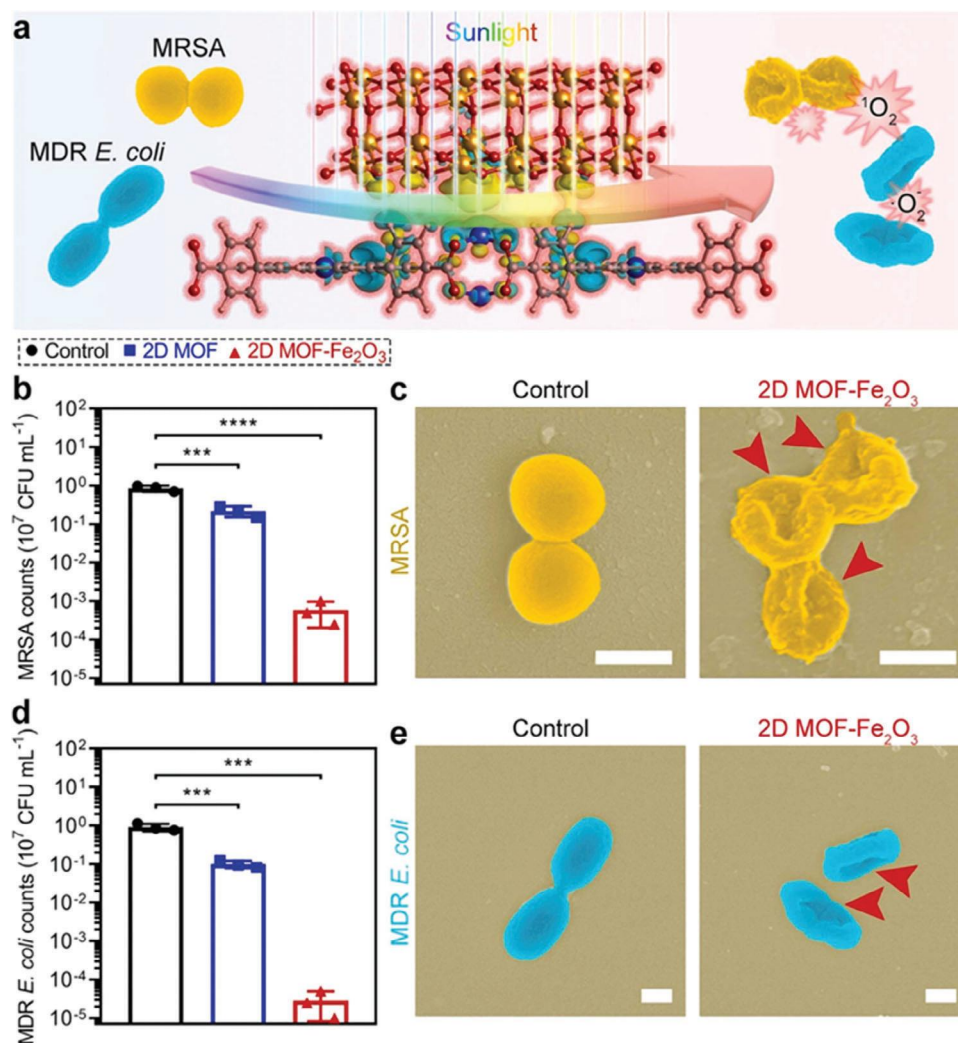 a
Sunlight
MRSA
MDR E. coli
¹O₂
·O₂⁻
Control 2D MOF 2D MOF-Fe₂O₃
b
MRSA counts (10⁷ CFU mL⁻¹)
10²
10¹
10⁰
10⁻¹
10⁻²
10⁻³
10⁻⁴
10⁻⁵
****
***
c
Control 2D MOF-Fe₂O₃
MRSA
d
MDR E. coli counts (10⁷ CFU mL⁻¹)
10²
10¹
10⁰
10⁻¹
10⁻²
10⁻³
10⁻⁴
10⁻⁵
***
***
e
Control 2D MOF-Fe₂O₃
MDR E. coli